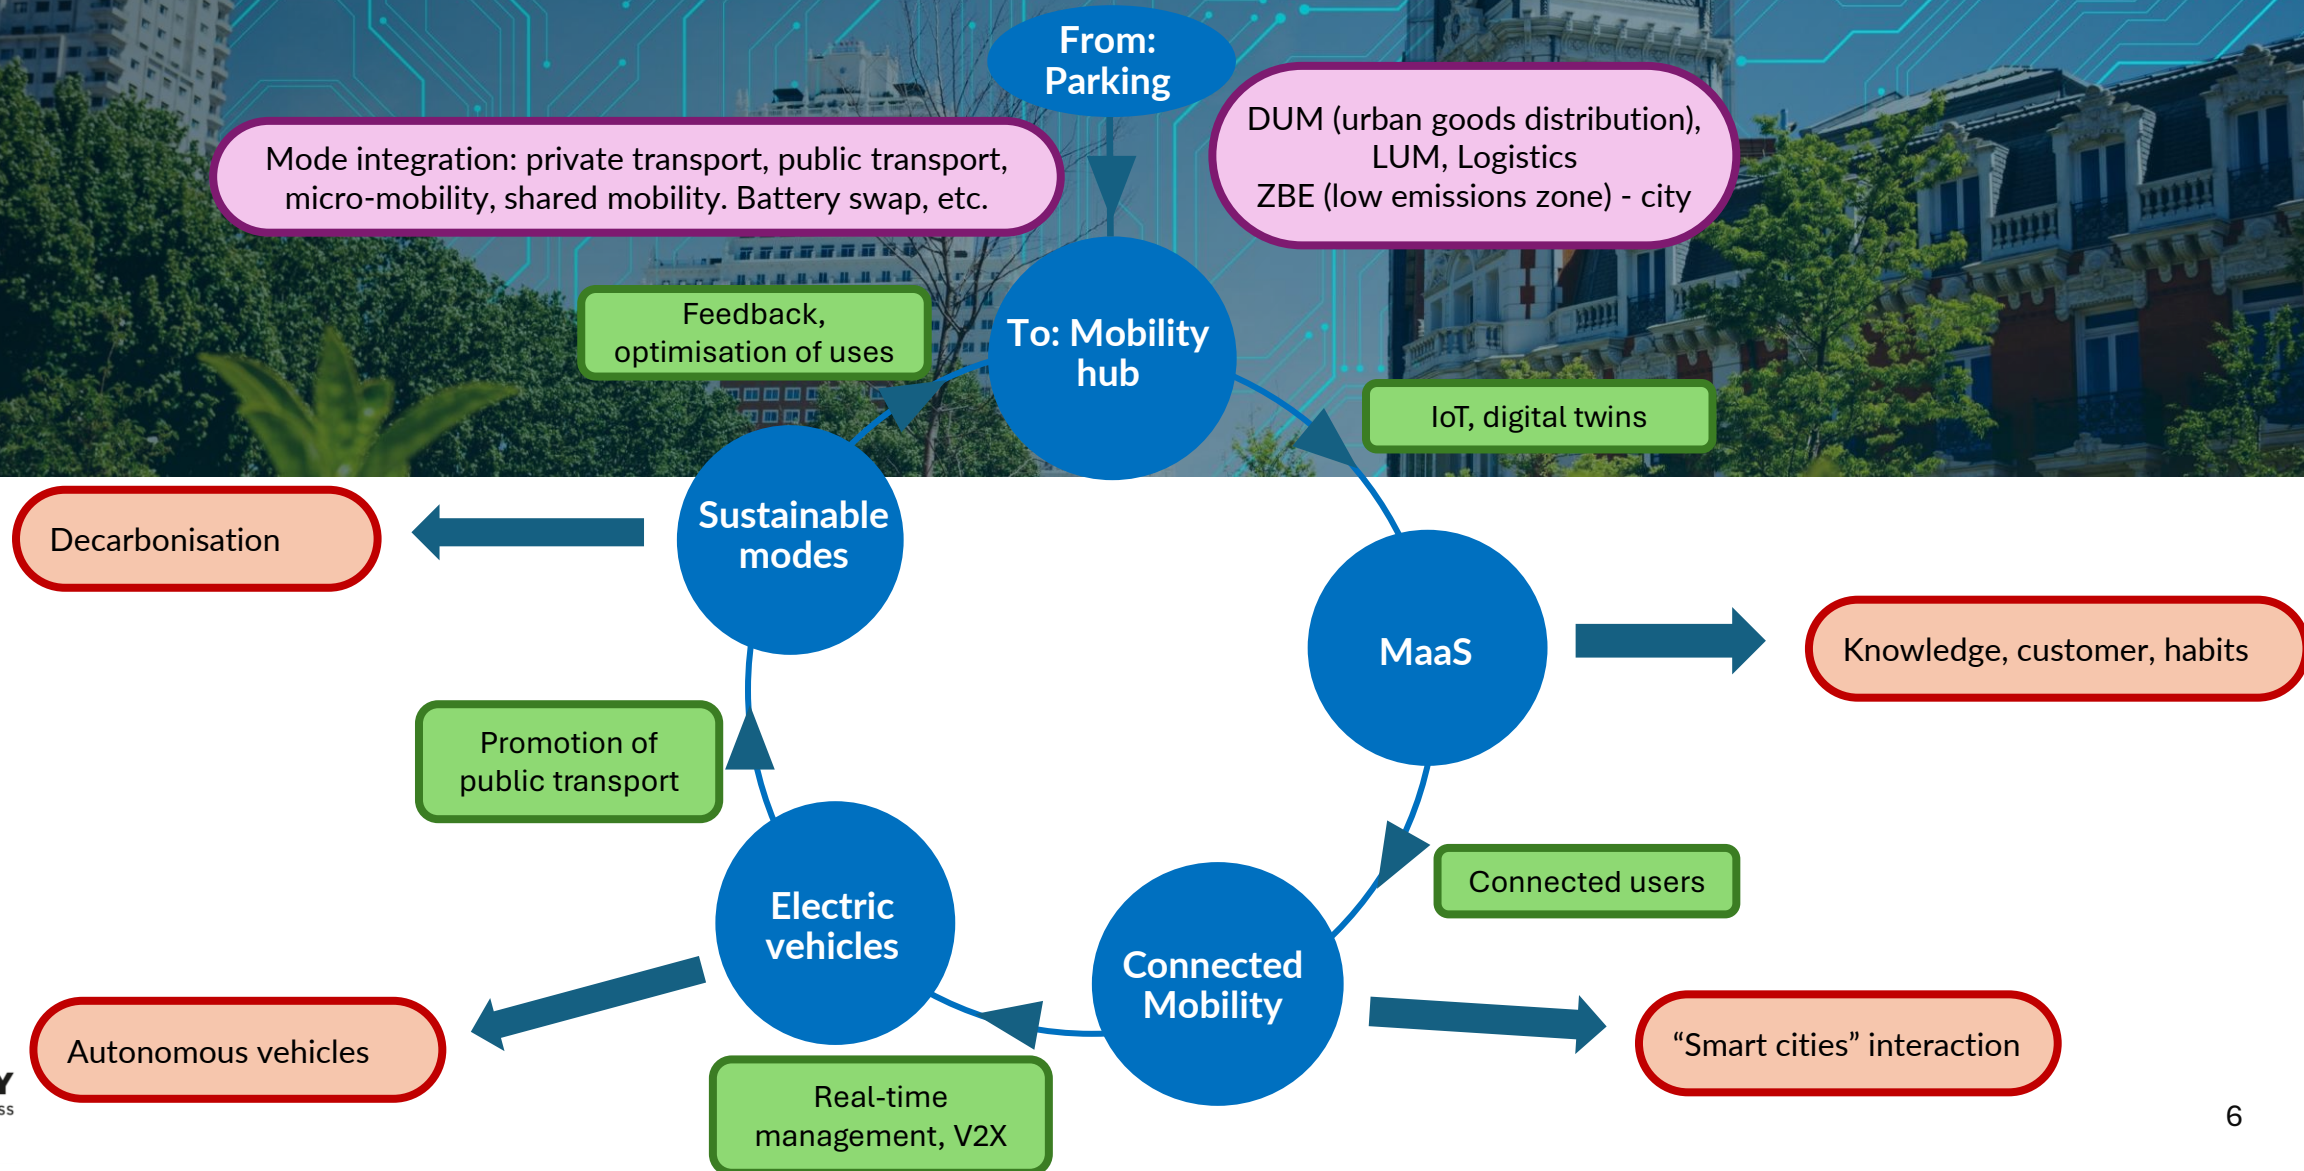 From:
Parking
Mode integration: private transport, public transport,
micro-mobility, shared mobility. Battery swap, etc.
DUM (urban goods distribution),
LUM, Logistics
ZBE (low emissions zone) - city
Feedback,
optimisation of uses
To: Mobility
hub
IoT, digital twins
Sustainable
modes
Decarbonisation
MaaS
Knowledge, customer, habits
Promotion of
public transport
Connected users
Electric
vehicles
Connected
Mobility
Autonomous vehicles
“Smart cities” interaction
Real-time
management, V2X
6